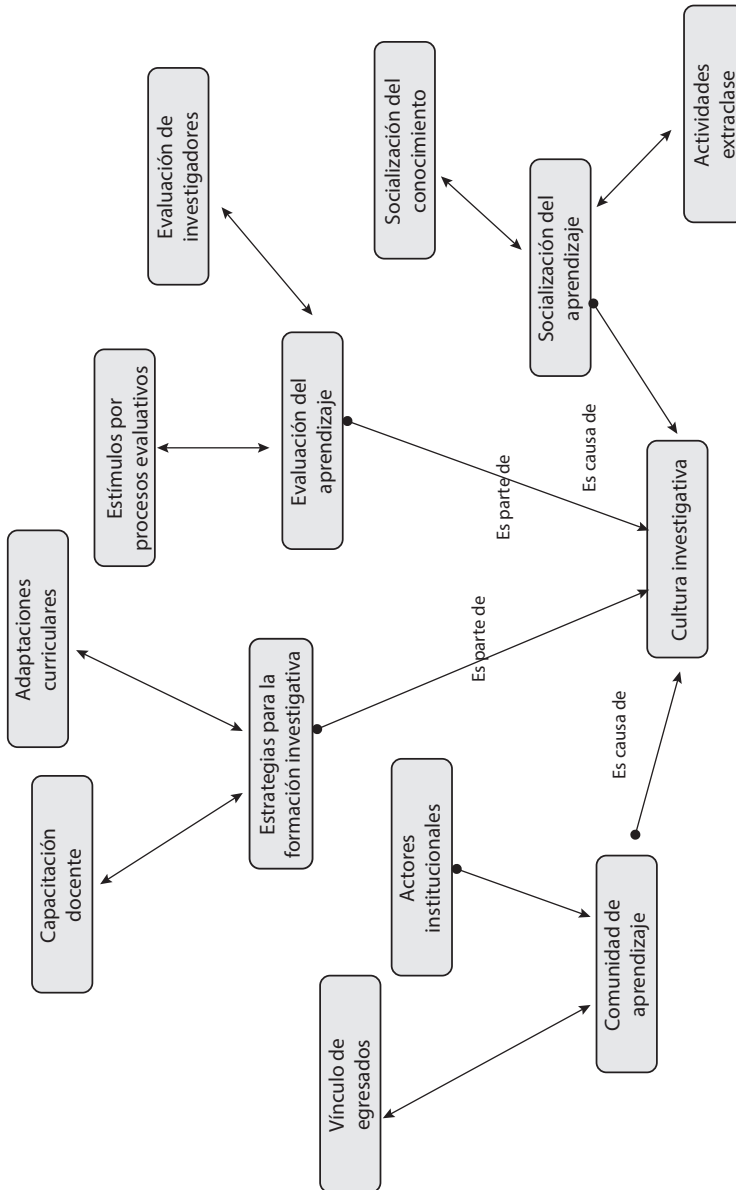 Capacitación
docente
Adaptaciones
curriculares
Estímulos por
procesos evaluativos
Evaluación de
investigadores
Estrategias para la
formación investigativa
Evaluación del
aprendizaje
Socialización del
conocimiento
Vínculo de
egresados
Actores
institucionales
Socialización del
aprendizaje
Actividades
extraclase
Es parte de
Es parte de
Es causa de
Es causa de
Comunidad de
aprendizaje
Cultura investigativa